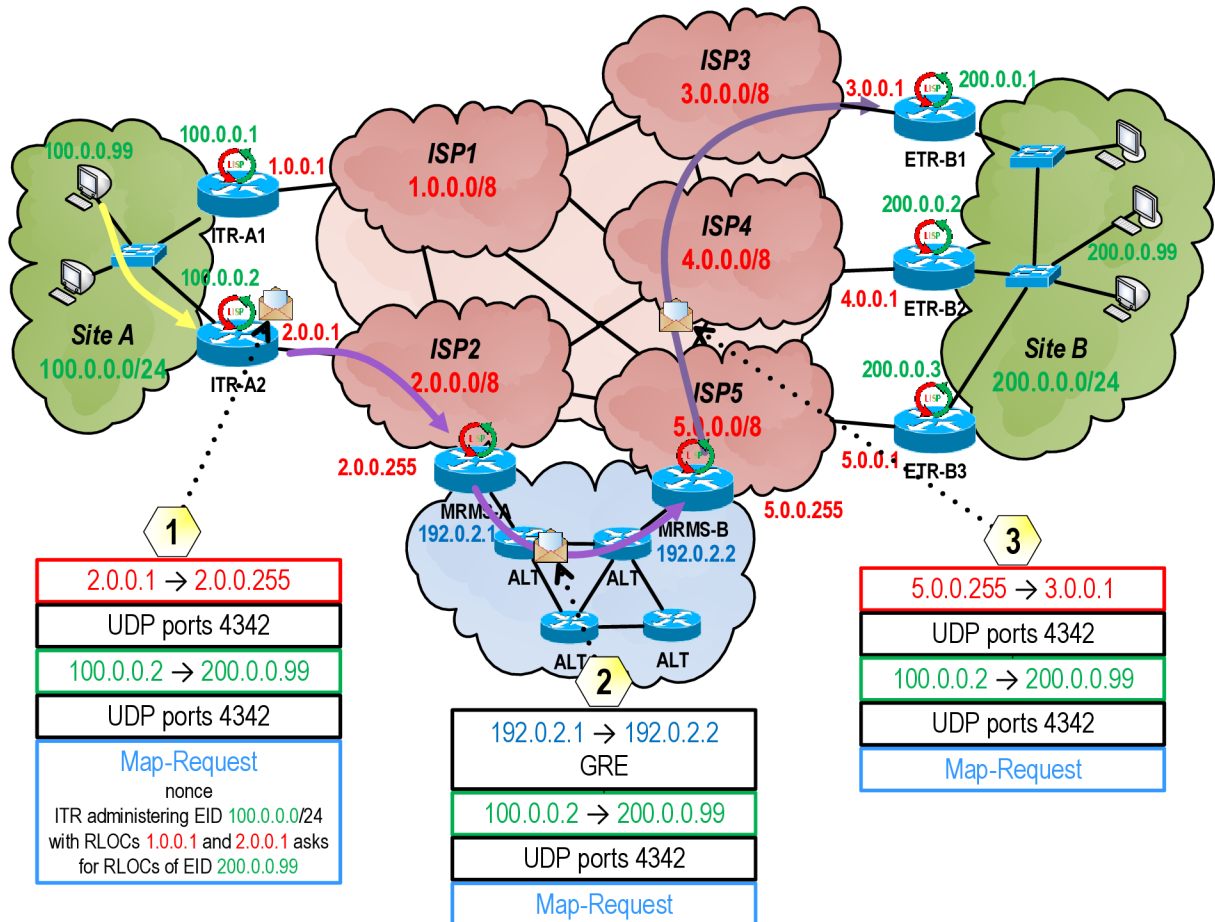 ISP3
3.0.0.0/8
3.0.0.1
200.0.0.1
LISP
ETR-B1
100.0.0.99
100.0.0.1
LISP
1.0.0.1
ITR-A1
ISP1
1.0.0.0/8
ISP4
4.0.0.0/8
200.0.0.2
LISP
4.0.0.1
ETR-B2
200.0.0.99
100.0.0.2
LISP
2.0.0.1
ITR-A2
Site A
100.0.0.0/24
ISP2
2.0.0.0/8
ISP5
5.0.0.0/8
200.0.0.3
LISP
5.0.0.1
ETR-B3
Site B
200.0.0.0/24
LISP
2.0.0.255
MRMS-A
192.0.2.1
LISP
5.0.0.255
MRMS-B
192.0.2.2
ALT
ALT
ALT
ALT
1
2.0.0.1 → 2.0.0.255
UDP ports 4342
100.0.0.2 → 200.0.0.99
UDP ports 4342
Map-Request
nonce
ITR administering EID 100.0.0.0/24
with RLOCs 1.0.0.1 and 2.0.0.1 asks
for RLOCs of EID 200.0.0.99
2
192.0.2.1 → 192.0.2.2
GRE
100.0.0.2 → 200.0.0.99
UDP ports 4342
Map-Request
3
5.0.0.255 → 3.0.0.1
UDP ports 4342
100.0.0.2 → 200.0.0.99
UDP ports 4342
Map-Request